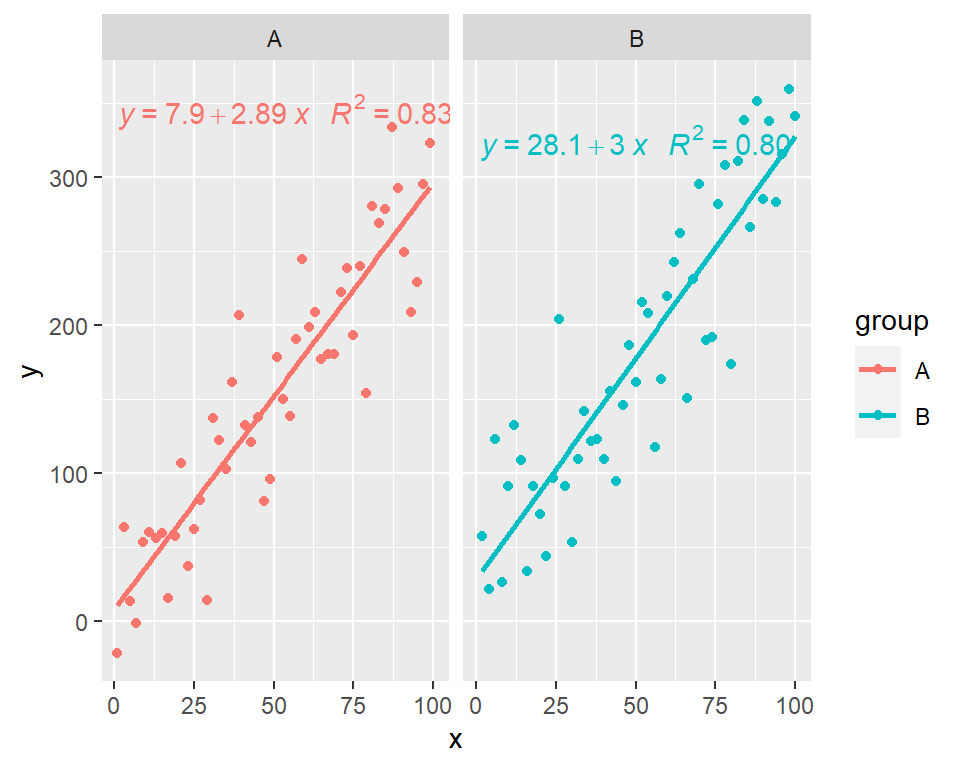 A B
y = 7.9 + 2.89 x R² = 0.83
y = 28.1 + 3 x R² = 0.80
y
300
200
100
0
0 25 50 75 100 0 25 50 75 100
x
group
A
B